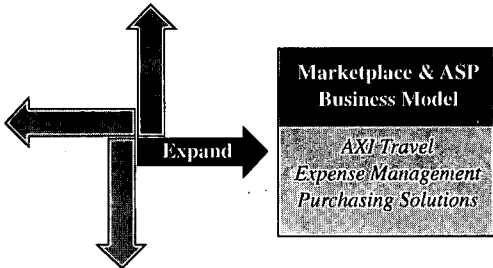 Expand
Marketplace & ASP
Business Model
AXI Travel
Expense Management
Purchasing Solutions